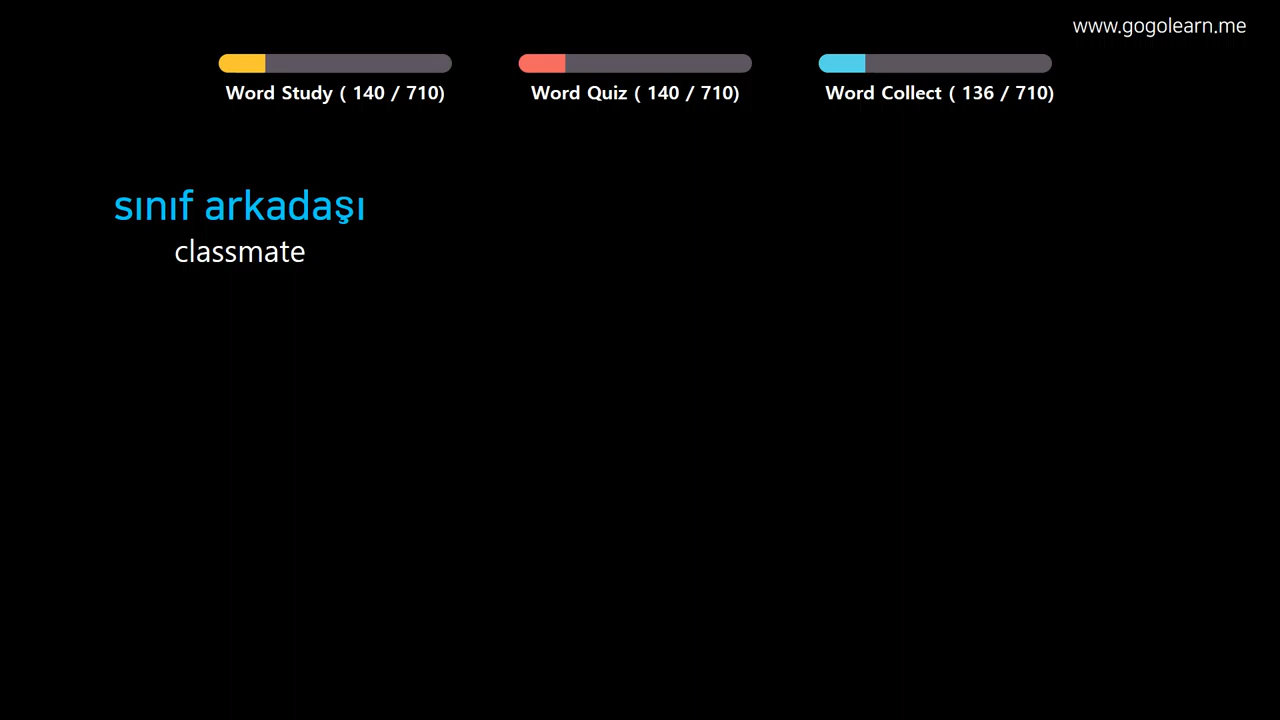 www.gogolearn.me
Word Study ( 140 / 710)
Word Quiz ( 140 / 710)
Word Collect ( 136 / 710)
sınıf arkadaşı
classmate